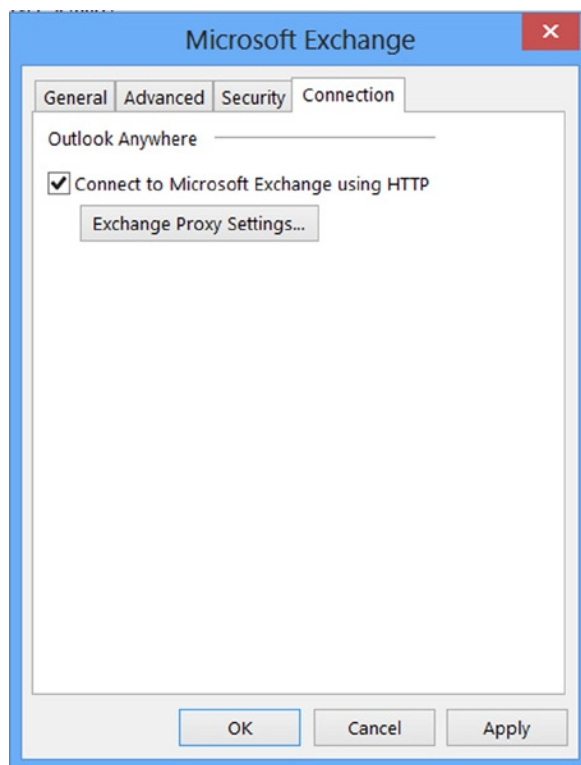 Microsoft Exchange
General Advanced Security Connection
Outlook Anywhere
Connect to Microsoft Exchange using HTTP
Exchange Proxy Settings...
OK Cancel Apply